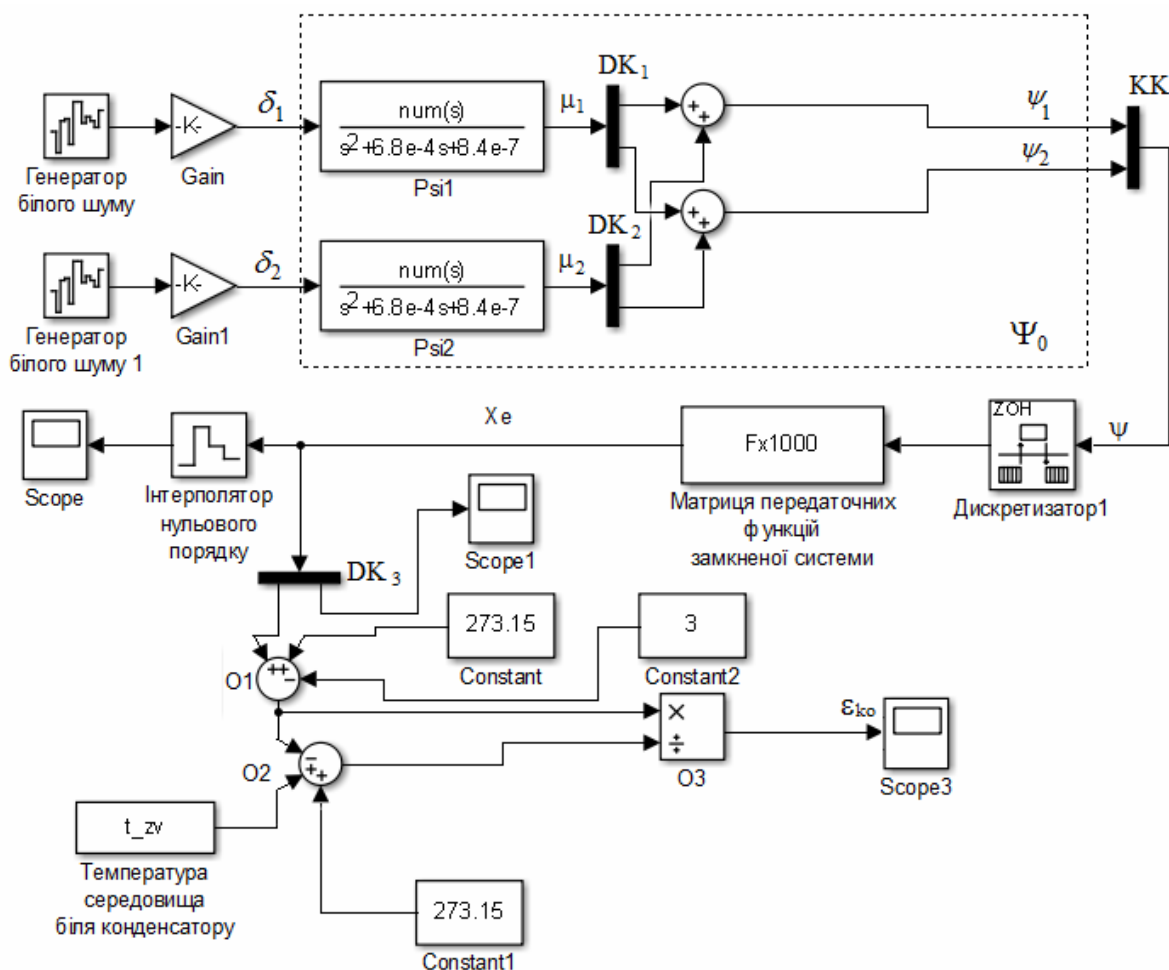 DK₁
ψ₁
KK
num(s)
s²+6.8e-4s+8.4e-7
μ₁
δ₁
-K-
+
+
Генератор
білого шуму
Gain
Psi1
ψ₂
+
+
DK₂
num(s)
s²+6.8e-4s+8.4e-7
μ₂
δ₂
-K-
Генератор
білого шуму 1
Gain1
Psi2
Ψ₀
Xe
Fx1000
ZOH
ψ
Scope
Інтерполятор
нульового
порядку
Scope1
Матриця передаточних
функцій
замкненої системи
Дискретизатор1
DK₃
273.15
3
Constant
Constant2
O1
++
-
×
÷
O3
εko
Scope3
O2
-
++
t_zv
Температура
середовища
біля конденсатору
273.15
Constant1